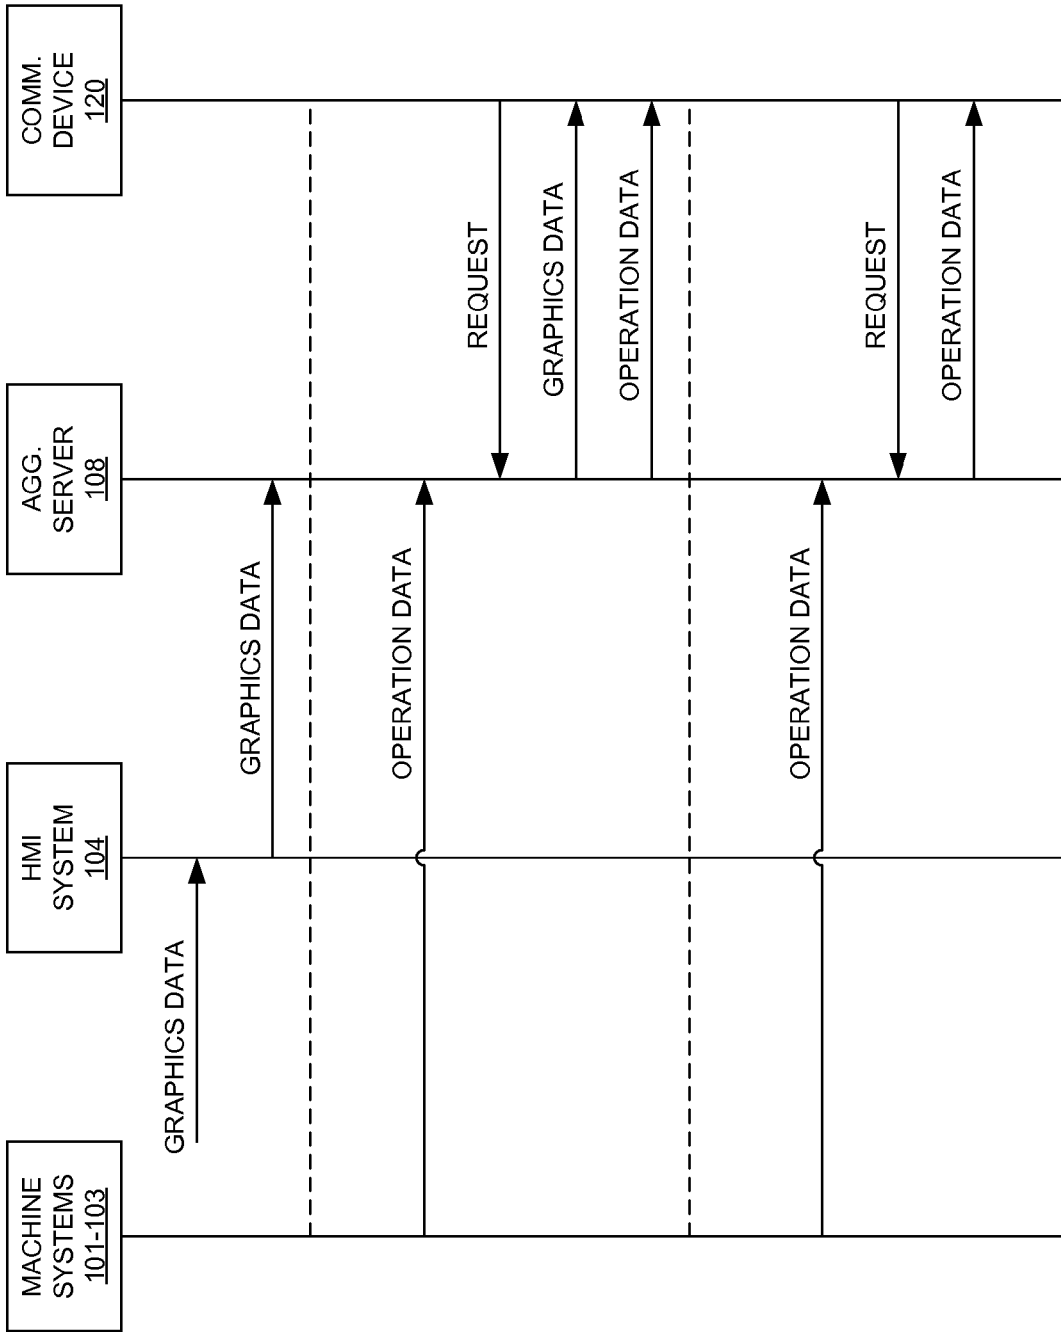 MACHINE
SYSTEMS
101-103
HMI
SYSTEM
104
AGG.
SERVER
108
COMM.
DEVICE
120
GRAPHICS DATA
GRAPHICS DATA
OPERATION DATA
REQUEST
GRAPHICS DATA
OPERATION DATA
OPERATION DATA
REQUEST
OPERATION DATA